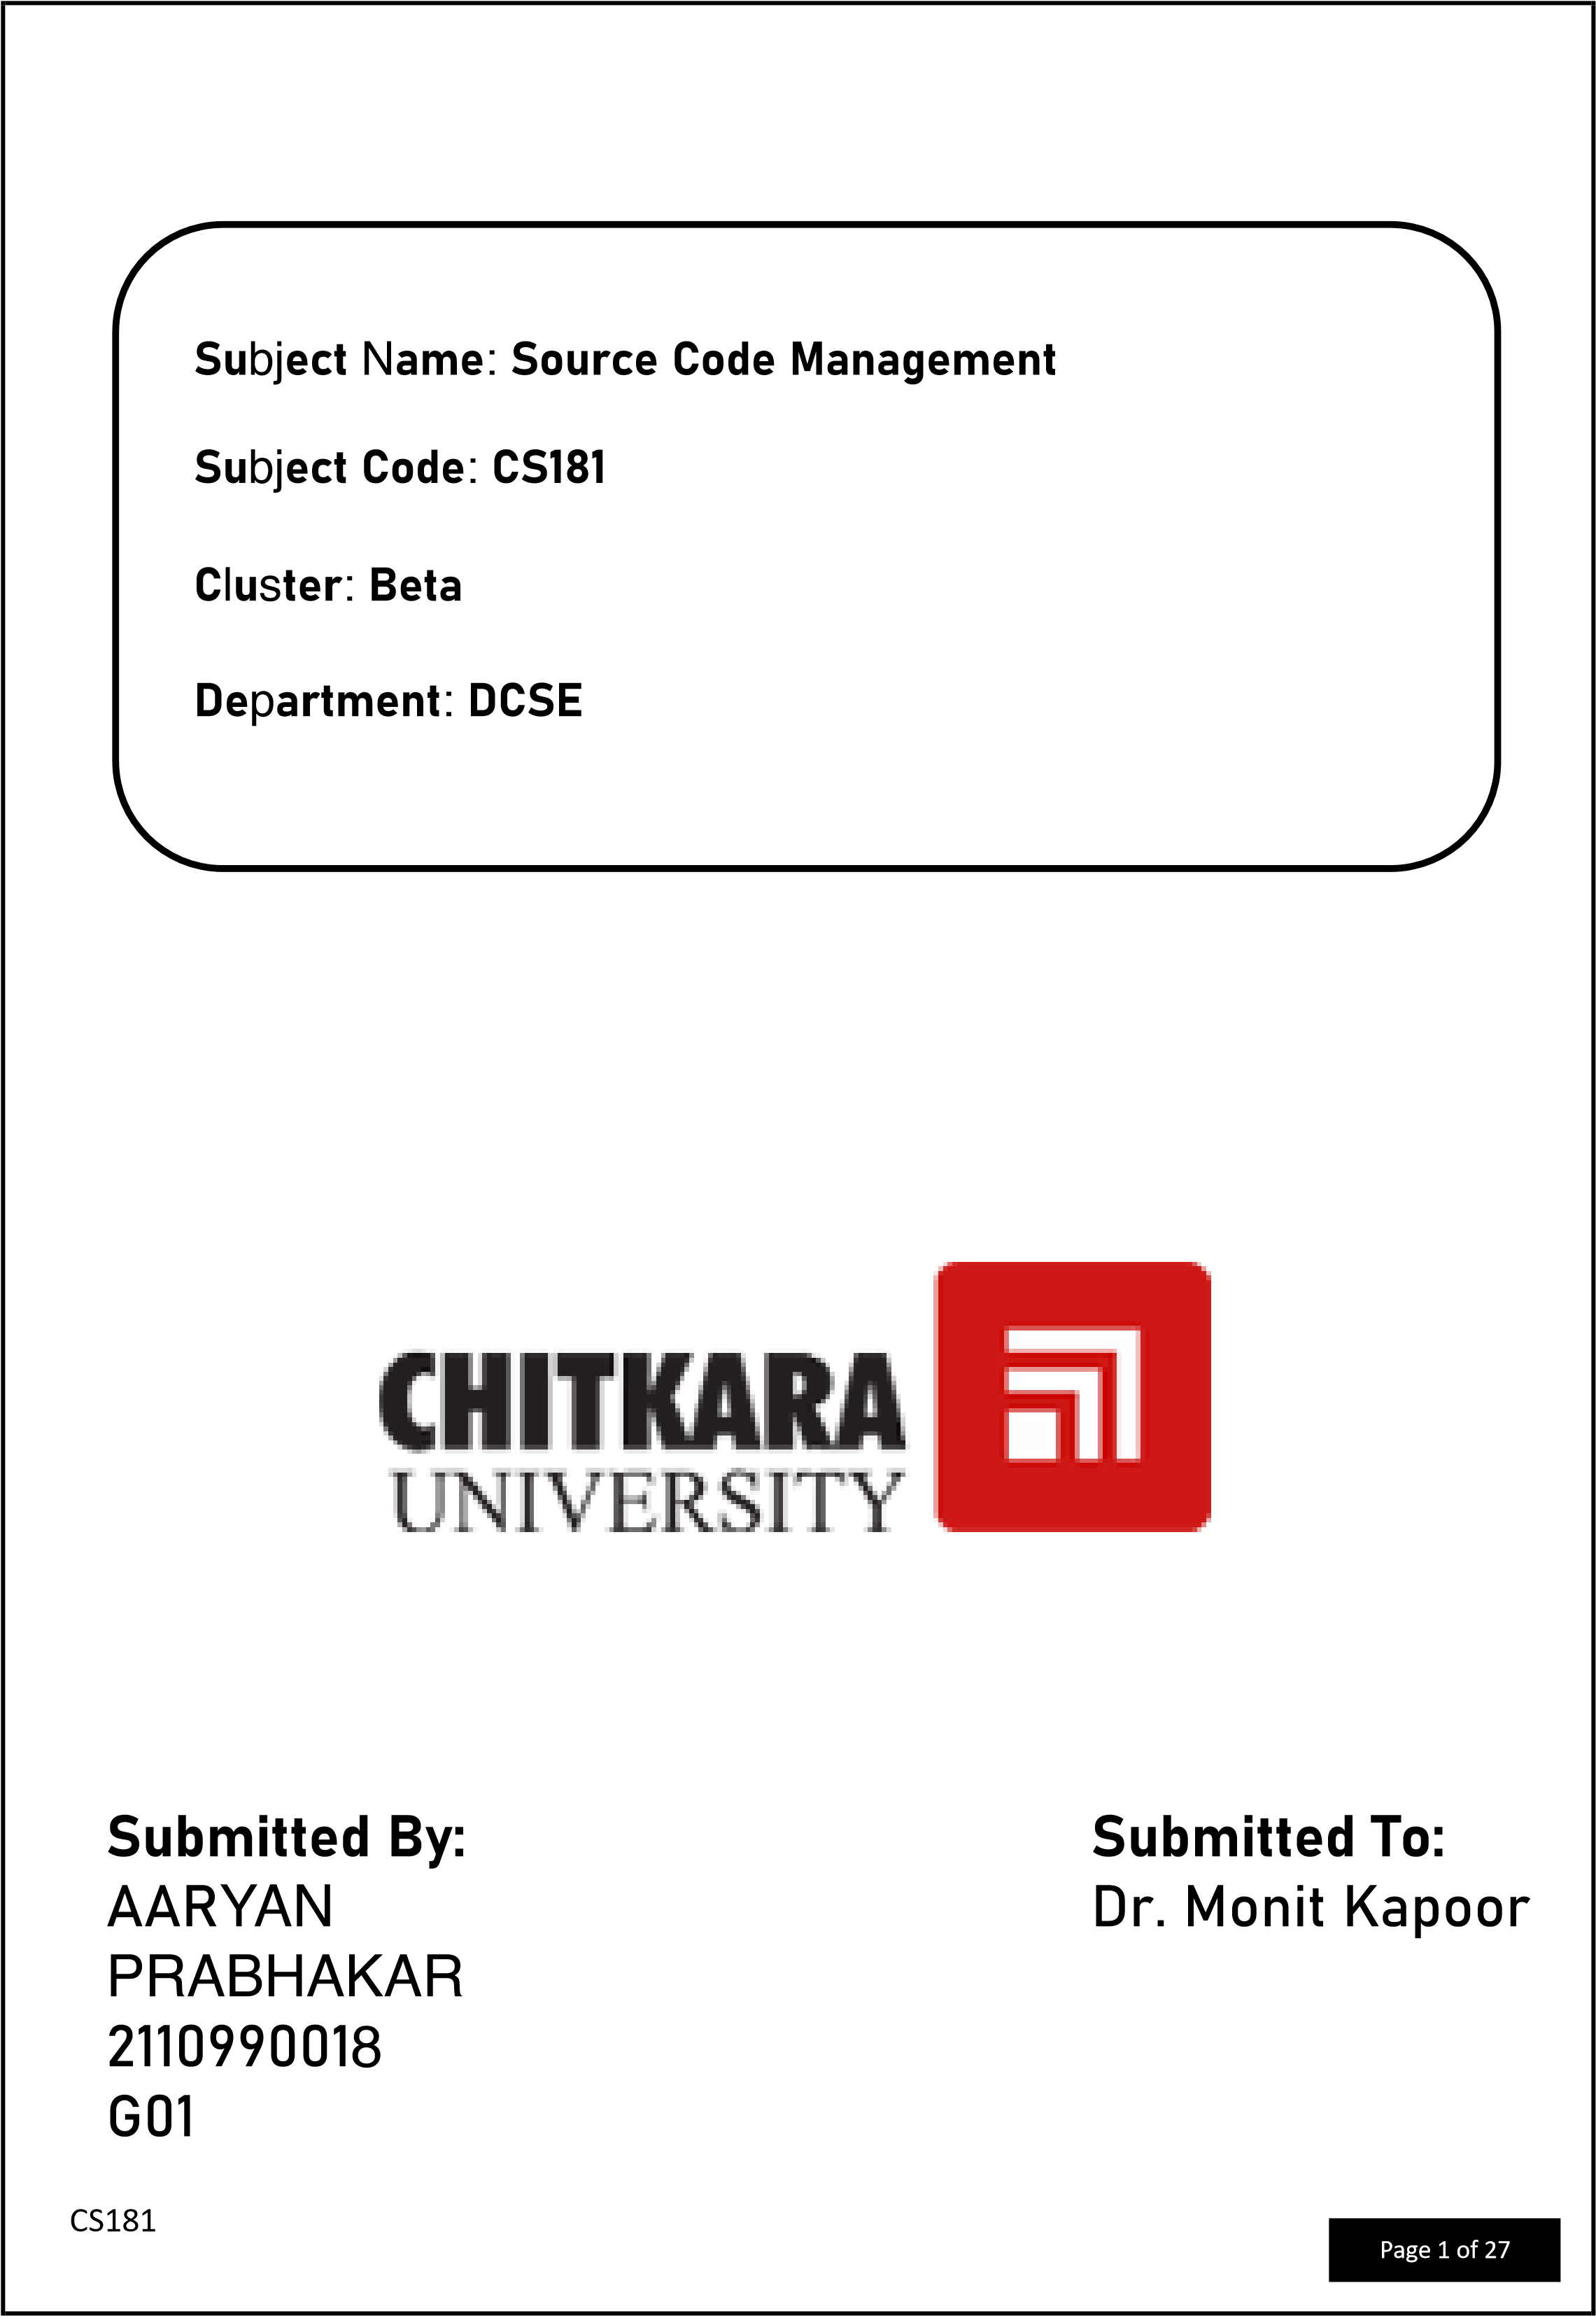 Subject Name: Source Code Management
Subject Code: CS181
Cluster: Beta
Department: DCSE
CHITKARA
UNIVERSITY
Submitted By:
AARYAN
PRABHAKAR
2110990018
G01
Submitted To:
Dr. Monit Kapoor
CS181
Page 1 of 27